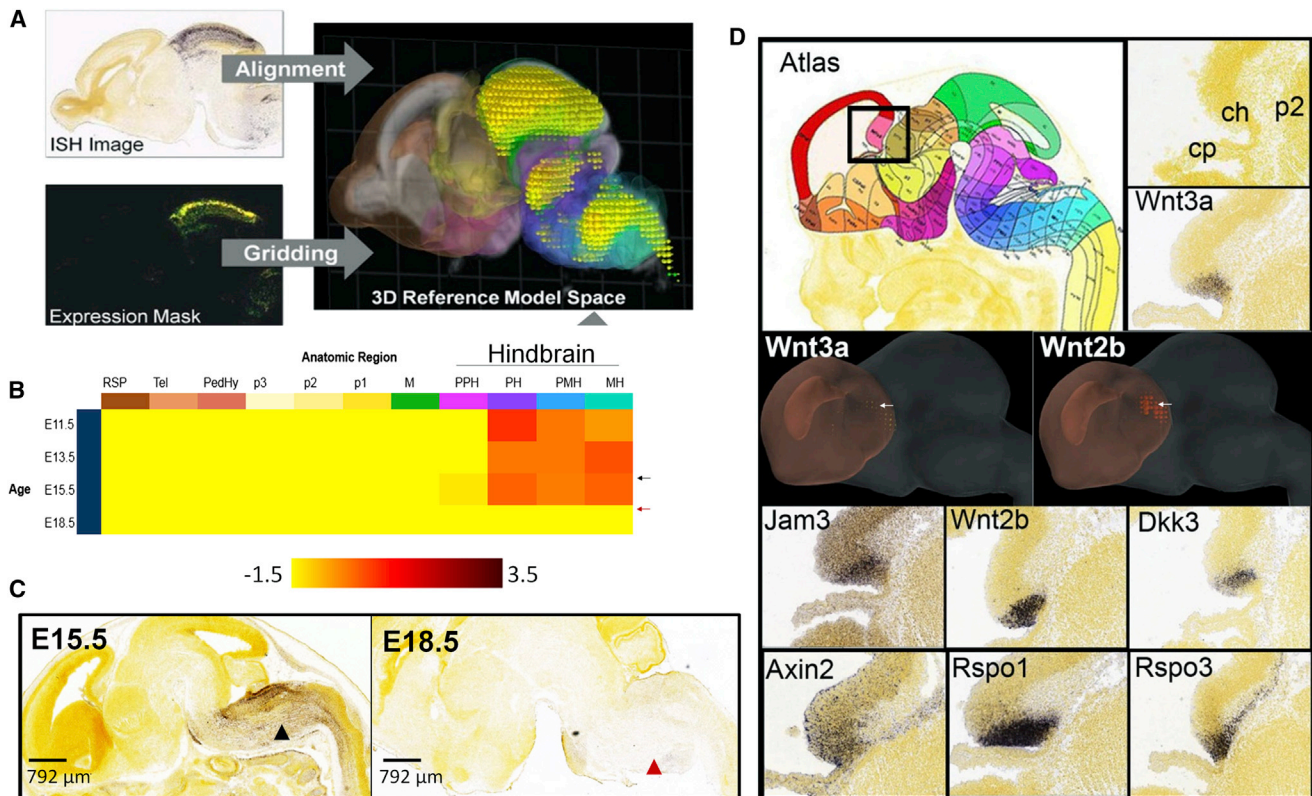 A
ISH Image
Alignment
Expression Mask
Gridding
3D Reference Model Space
B
Anatomic Region
Hindbrain
RSP Tel PedHy p3 p2 p1 M PPH PH PMH MH
E11.5
E13.5
Age
E15.5
E18.5
-1.5 3.5
C
E15.5
792 µm
E18.5
792 µm
D
Atlas
ch p2
cp
Wnt3a
Wnt3a
Wnt2b
Jam3
Wnt2b
Dkk3
Axin2
Rspo1
Rspo3